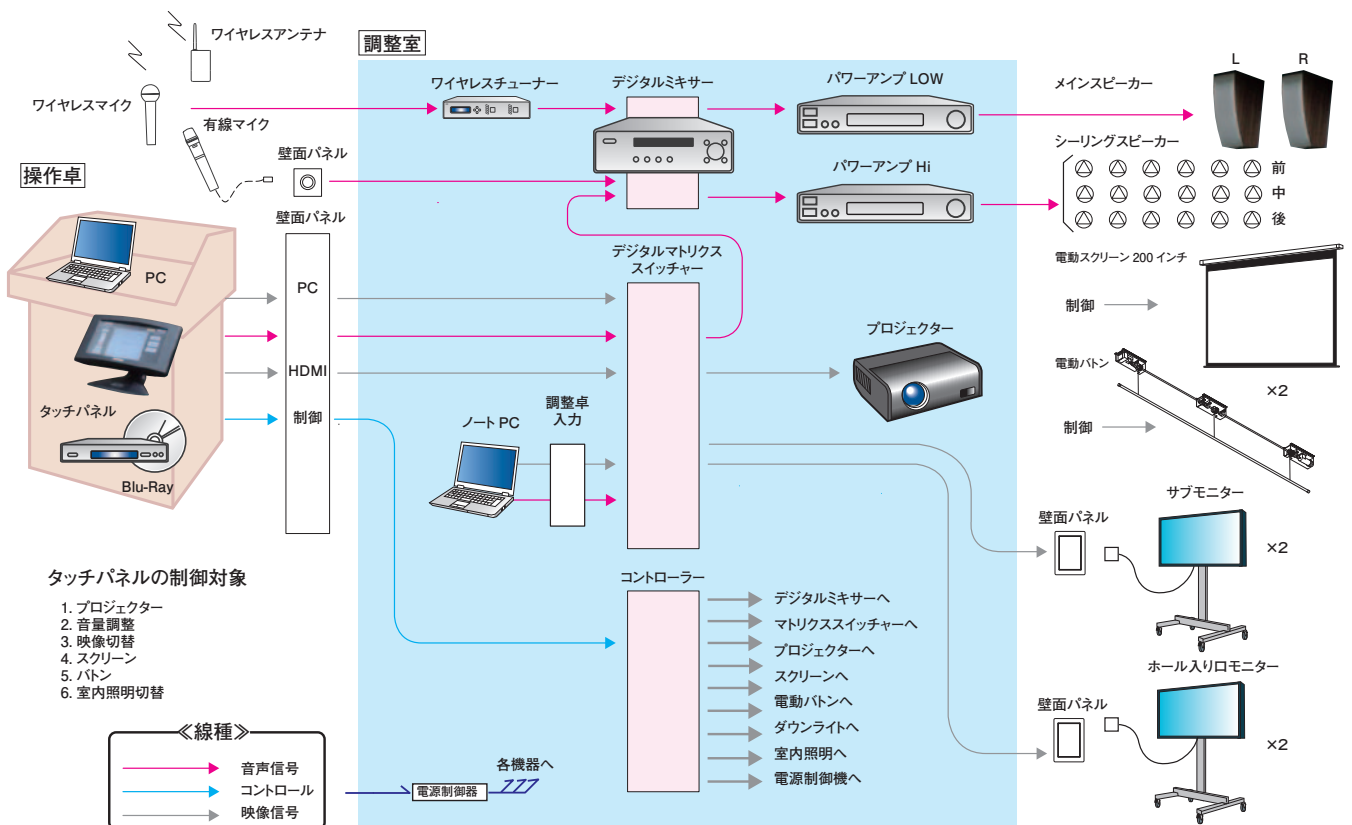 ワイヤレスアンテナ
調整室
ワイヤレスマイク
有線マイク
壁面パネル
操作卓
壁面パネル
PC
PC
HDMI
タッチパネル
制御
Blu-Ray
ワイヤレスチューナー
デジタルミキサー
パワーアンプ LOW
パワーアンプ Hi
デジタルマトリクス
スイッチャー
プロジェクター
ノート PC
調整卓
入力
コントローラー
デジタルミキサーへ
マトリクススイッチャーへ
プロジェクターへ
スクリーンへ
電動バトンへ
ダウンライトへ
室内照明へ
電源制御機へ
メインスピーカー
L
R
シーリングスピーカー
前
中
後
電動スクリーン 200 インチ
制御
×2
電動バトン
制御
サブモニター
壁面パネル
×2
ホール入り口モニター
壁面パネル
×2
タッチパネルの制御対象
1. プロジェクター
2. 音量調整
3. 映像切替
4. スクリーン
5. バトン
6. 室内照明切替
≪線種≫
音声信号
コントロール
映像信号
電源制御器
各機器へ